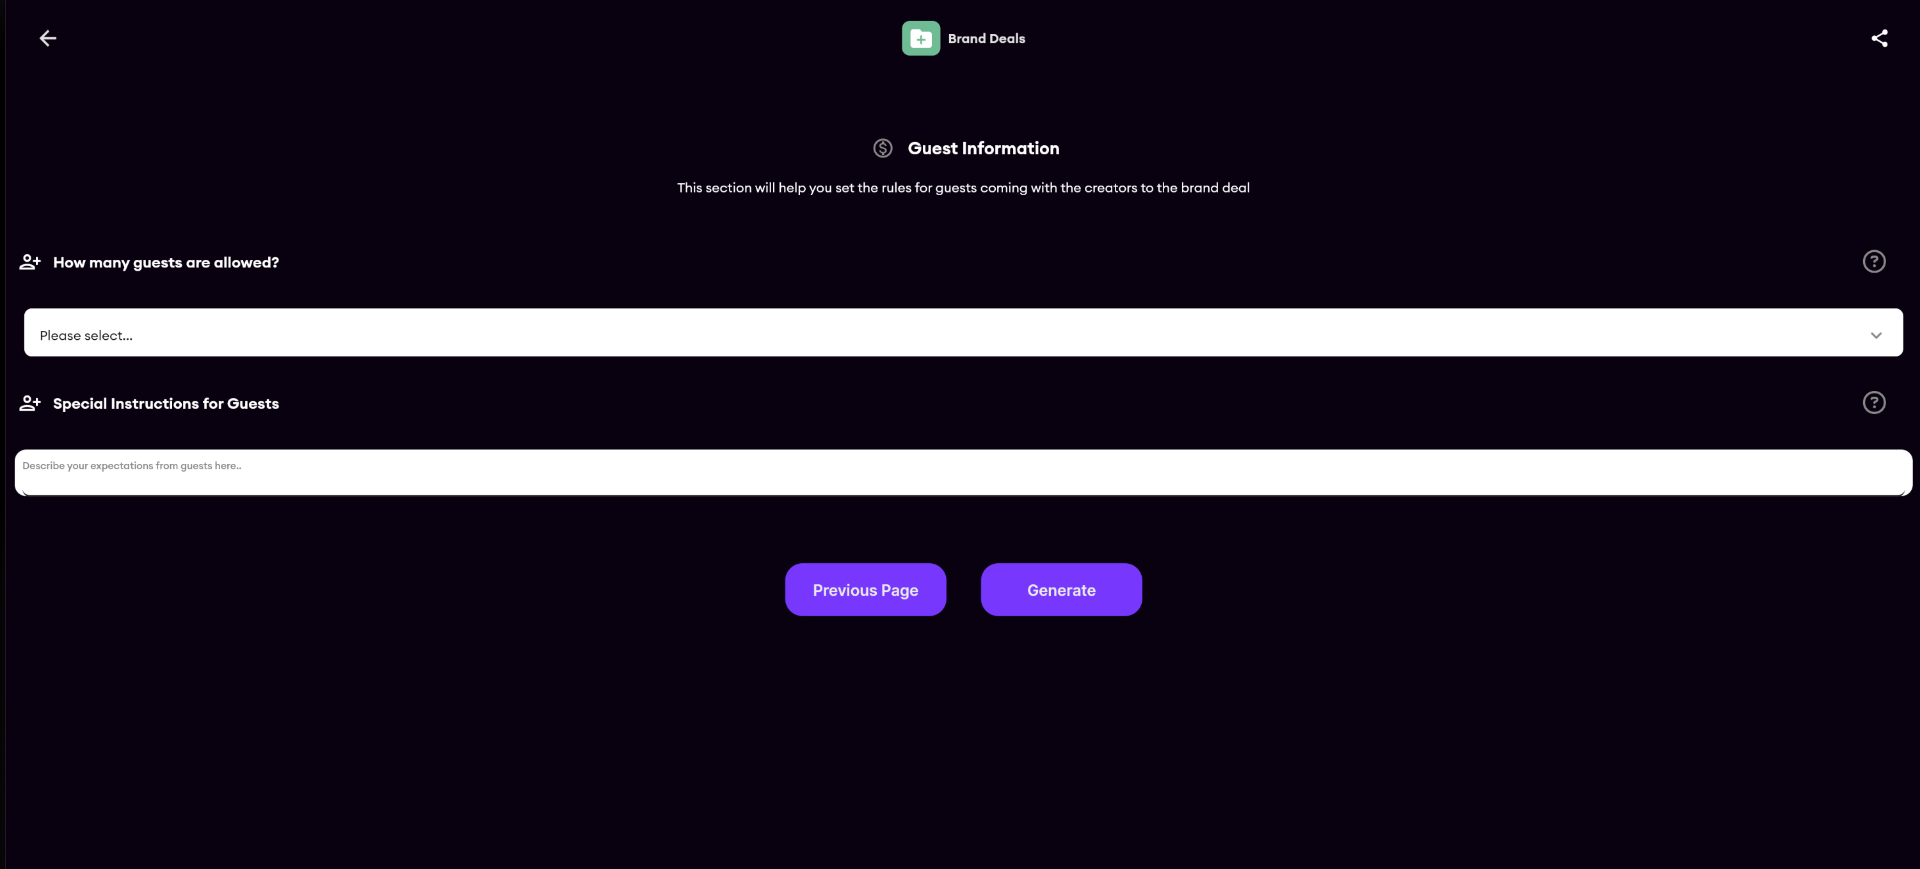 Brand Deals
Guest Information
This section will help you set the rules for guests coming with the creators to the brand deal
How many guests are allowed?
Please select...
Special Instructions for Guests
Describe your expectations from guests here..
Previous Page
Generate